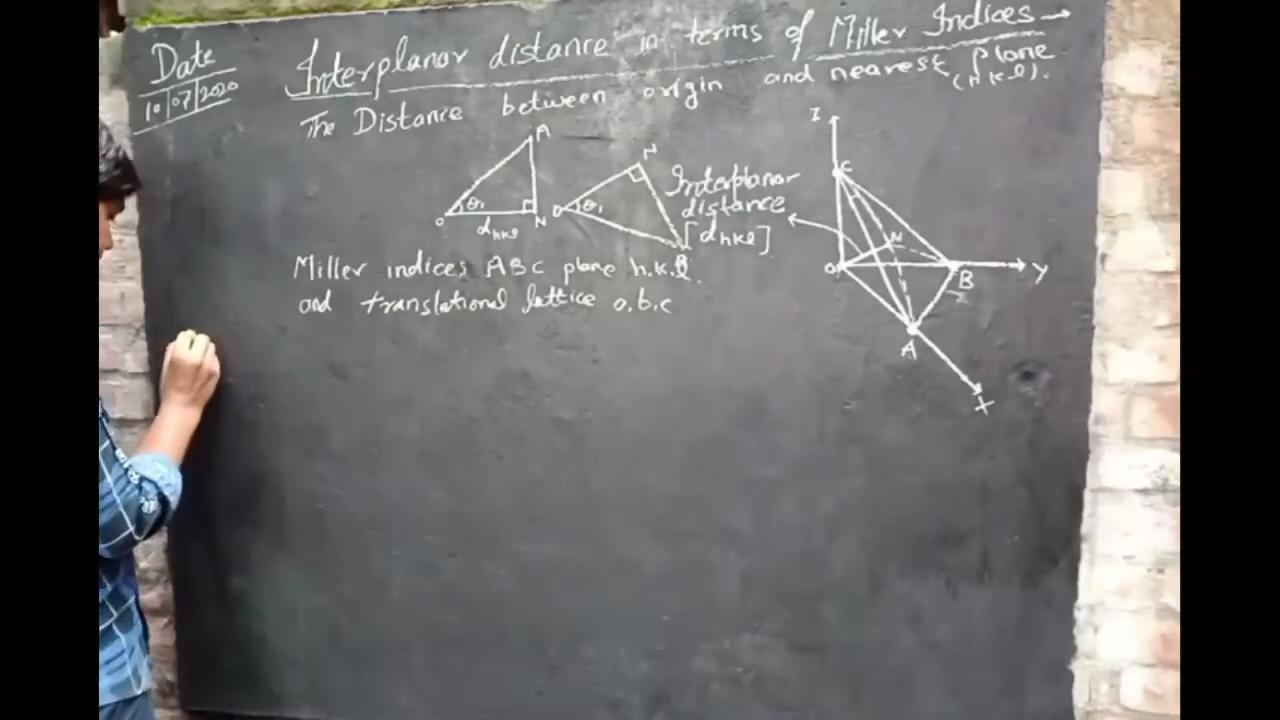 Date
10/07/2020
Interplanar distance in terms of Miller Indices →
The Distance between origin and nearest plane
(h k l).
A
θ₁
O
N
dhkl
N
O
θ₁
B
Interplanar
distance
[dhkl]
Z
C
N
O
B
Y
A
X
Miller indices ABC plane h.k.l.
and translational lattice a.b.c